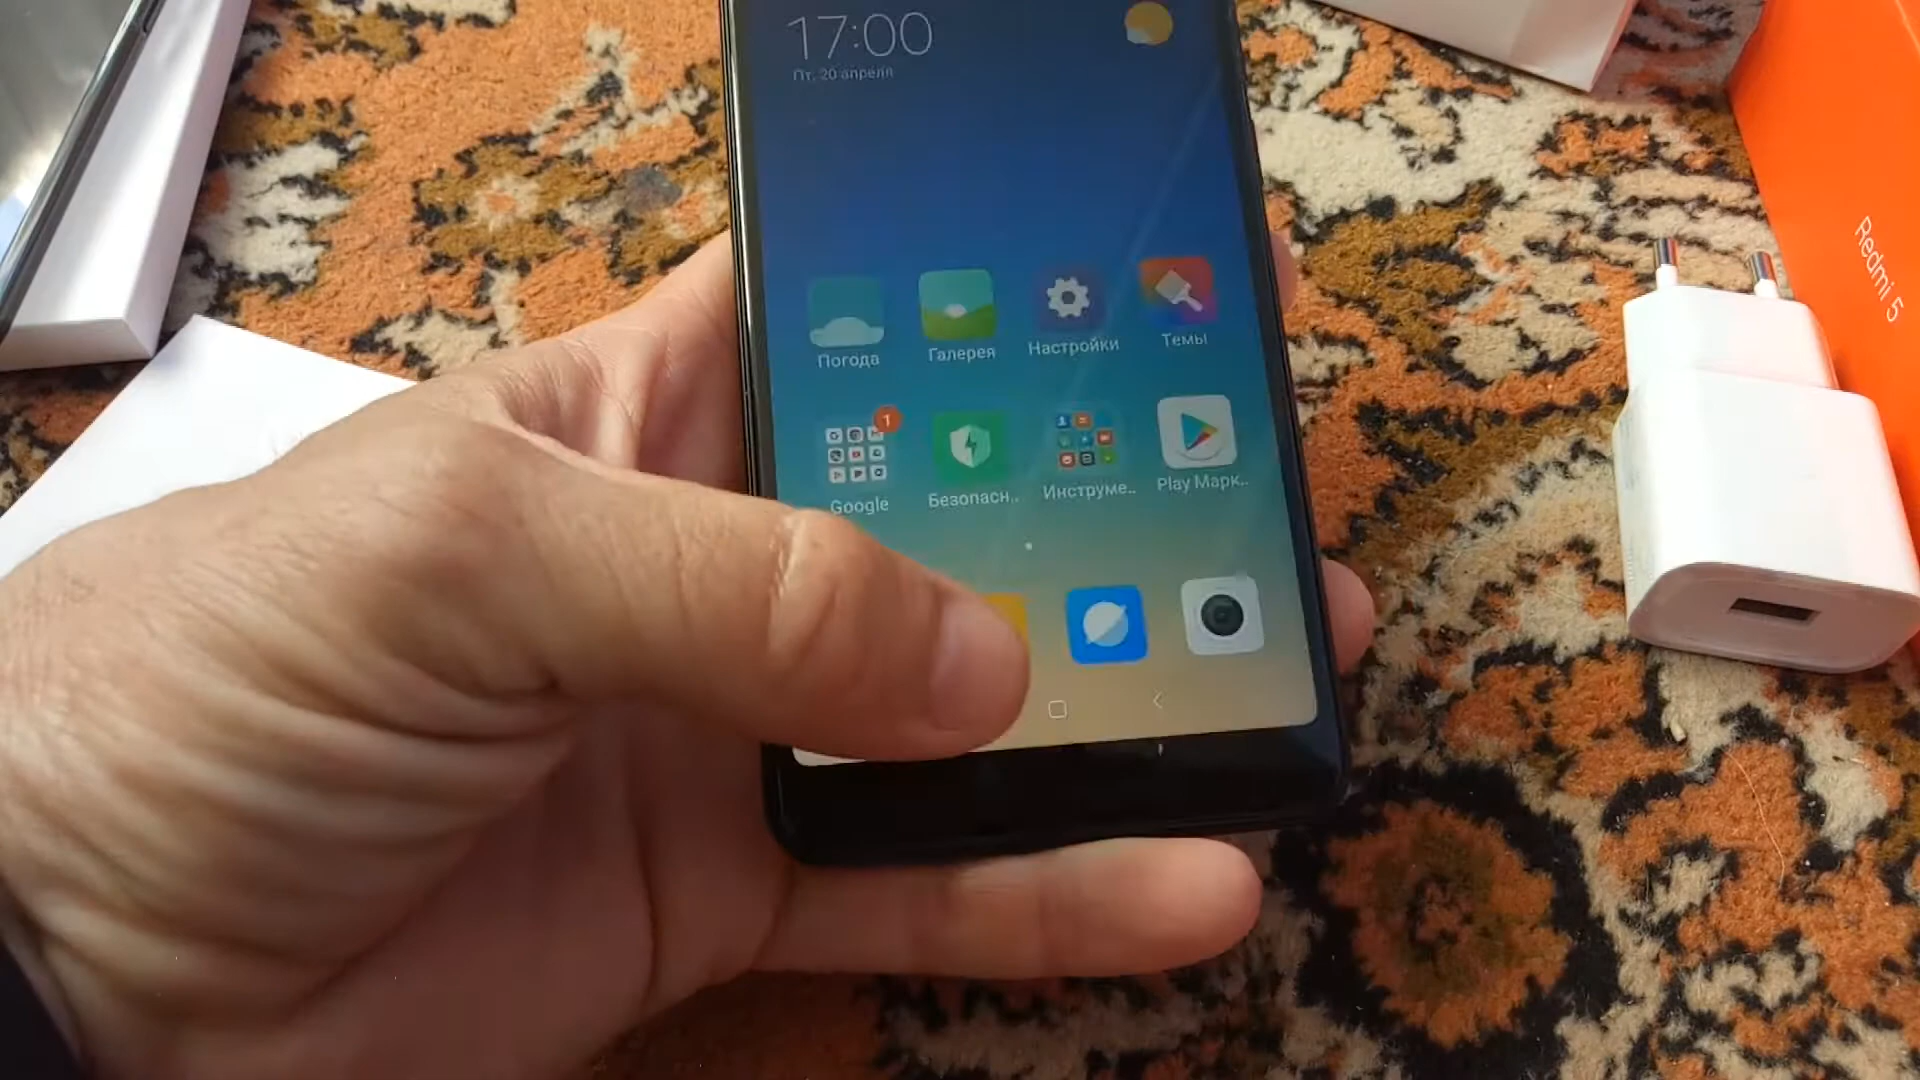 17:00
Пт, 20 апреля
Погода
Галерея
Настройки
Темы
1
Google
Безопасн..
Инструме..
Play Марк..
Redmi 5